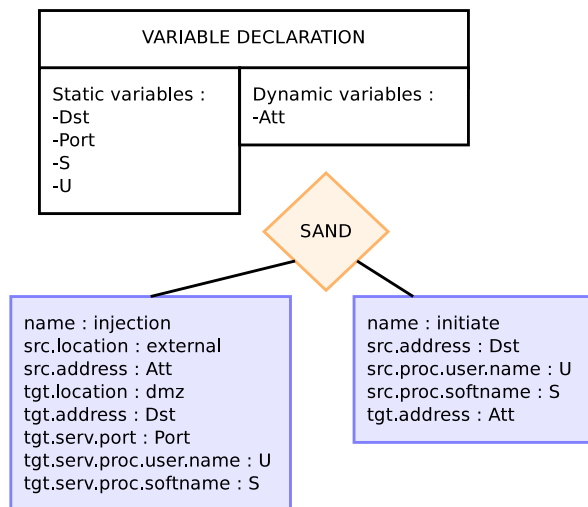 VARIABLE DECLARATION
Static variables :
-Dst
-Port
-S
-U
Dynamic variables :
-Att
SAND
name : injection
src.location : external
src.address : Att
tgt.location : dmz
tgt.address : Dst
tgt.serv.port : Port
tgt.serv.proc.user.name : U
tgt.serv.proc.softname : S
name : initiate
src.address : Dst
src.proc.user.name : U
src.proc.softname : S
tgt.address : Att